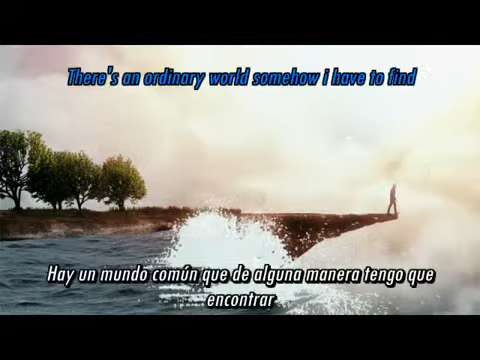 There's an ordinary world somehow i have to find
Hay un mundo común que de alguna manera tengo que
encontrar